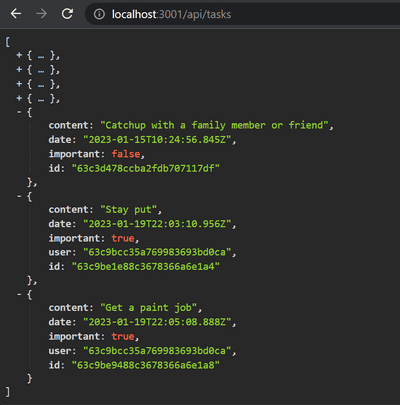 localhost:3001/api/tasks
[
+ { … },
+ { … },
+ { … },
+ { … },
- {
content: "Catchup with a family member or friend",
date: "2023-01-15T10:24:56.845Z",
important: false,
id: "63c3d478ccba2fdb707117df"
},
- {
content: "Stay put",
date: "2023-01-19T22:03:10.956Z",
important: true,
user: "63c9bcc35a769983693bd0ca",
id: "63c9be1e88c3678366a6e1a4"
},
- {
content: "Get a paint job",
date: "2023-01-19T22:05:08.888Z",
important: true,
user: "63c9bcc35a769983693bd0ca",
id: "63c9be9488c3678366a6e1a8"
}
]